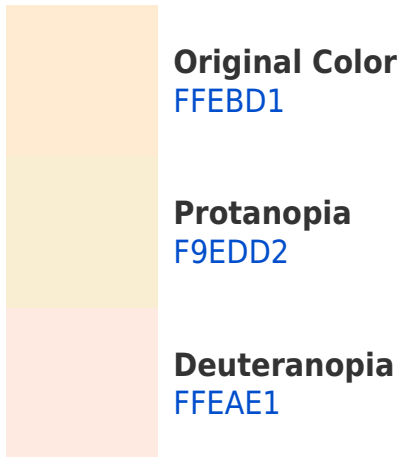 Original Color
FFEBD1
Protanopia
F9EDD2
Deuteranopia
FFEAE1